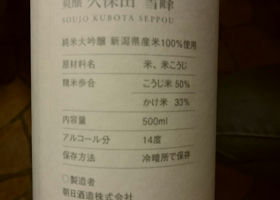 久保田 雪峰
SOUJO KUBOTA SEPPOU
純米大吟醸 新潟県産米100%使用
原材料名 米、米こうじ
精米歩合 こうじ米 50%
かけ米 33%
内容量 500ml
アルコール分 14度
保存方法 冷暗所で保存
○製造者
朝日酒造株式会社